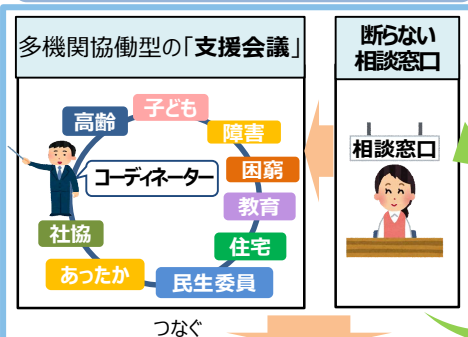 多機関協働型の「支援会議」
断らない
相談窓口
子ども
高齢
障害
相談窓口
コーディネーター
困窮
教育
社協
住宅
あったか
民生委員
つなぐ